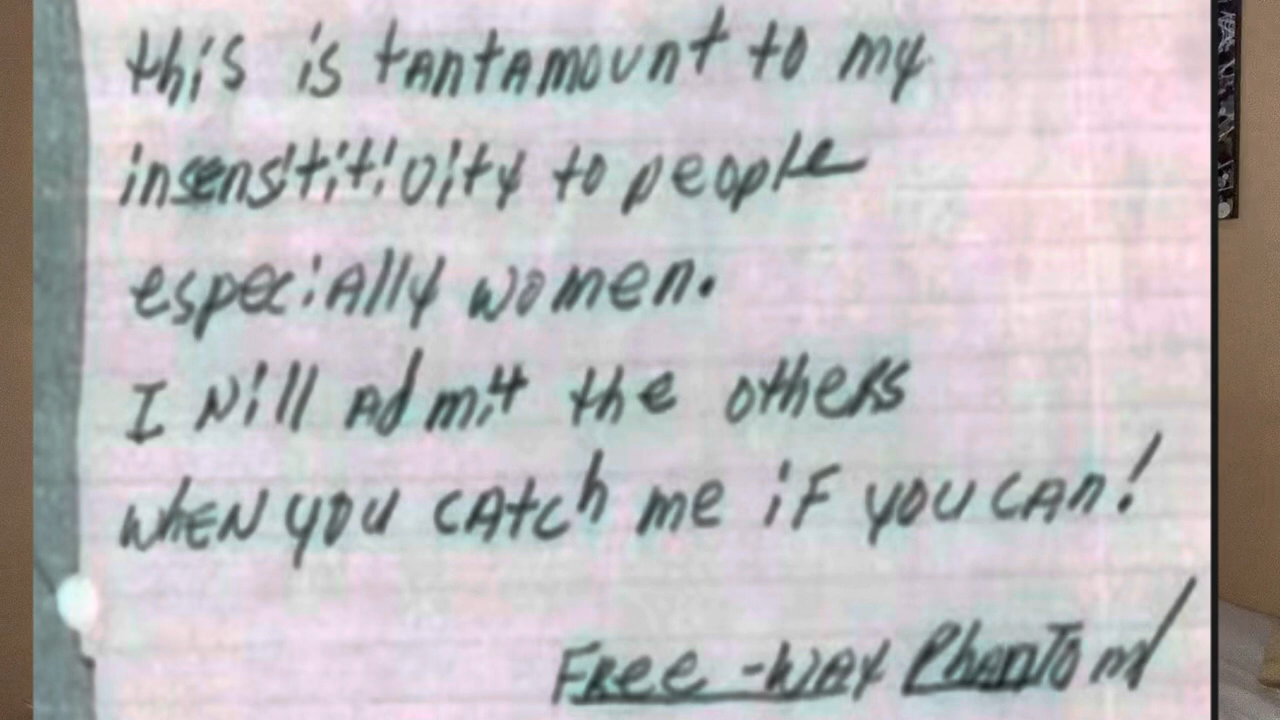 this is tantamount to my
insensititivity to people
especially women.
I will admit the others
when you catch me if you can!
Free-way Phantom